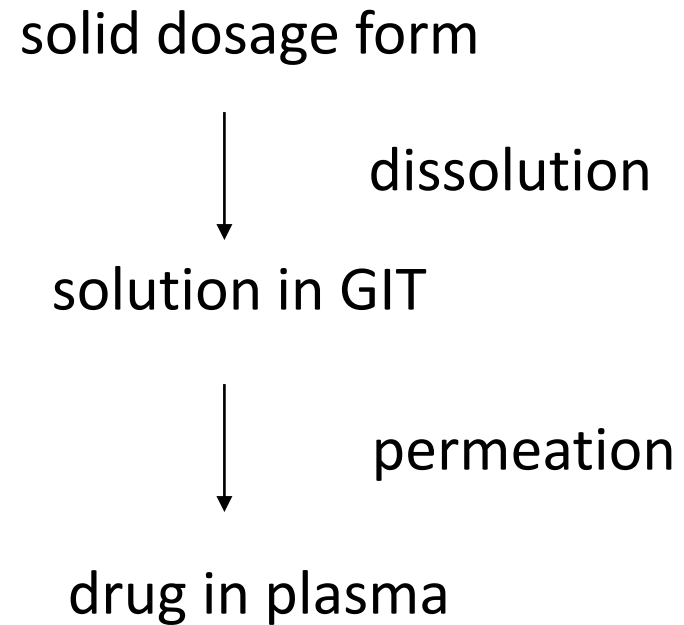 solid dosage form
dissolution
solution in GIT
permeation
drug in plasma